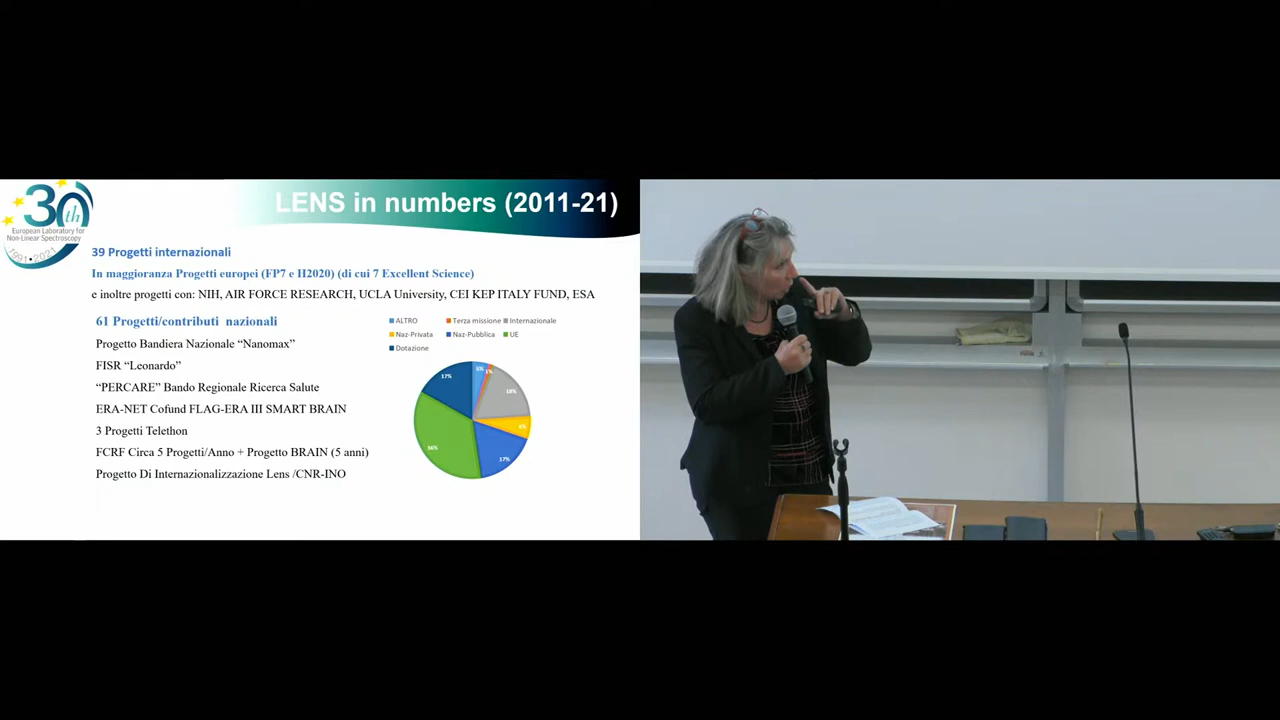 30th
European Laboratory for
Non-Linear Spectroscopy
1991•2021
LENS in numbers (2011-21)
39 Progetti internazionali
In maggioranza Progetti europei (FP7 e H2020) (di cui 7 Excellent Science)
e inoltre progetti con: NIH, AIR FORCE RESEARCH, UCLA University, CEI KEP ITALY FUND, ESA
61 Progetti/contributi nazionali
Progetto Bandiera Nazionale “Nanomax”
FISR “Leonardo”
“PERCARE” Bando Regionale Ricerca Salute
ERA-NET Cofund FLAG-ERA III SMART BRAIN
3 Progetti Telethon
FCRF Circa 5 Progetti/Anno + Progetto BRAIN (5 anni)
Progetto Di Internazionalizzazione Lens /CNR-INO
ALTRO Terza missione Internazionale
Naz-Privata Naz-Pubblica UE
Dotazione
17%
1%
18%
6%
17%
36%